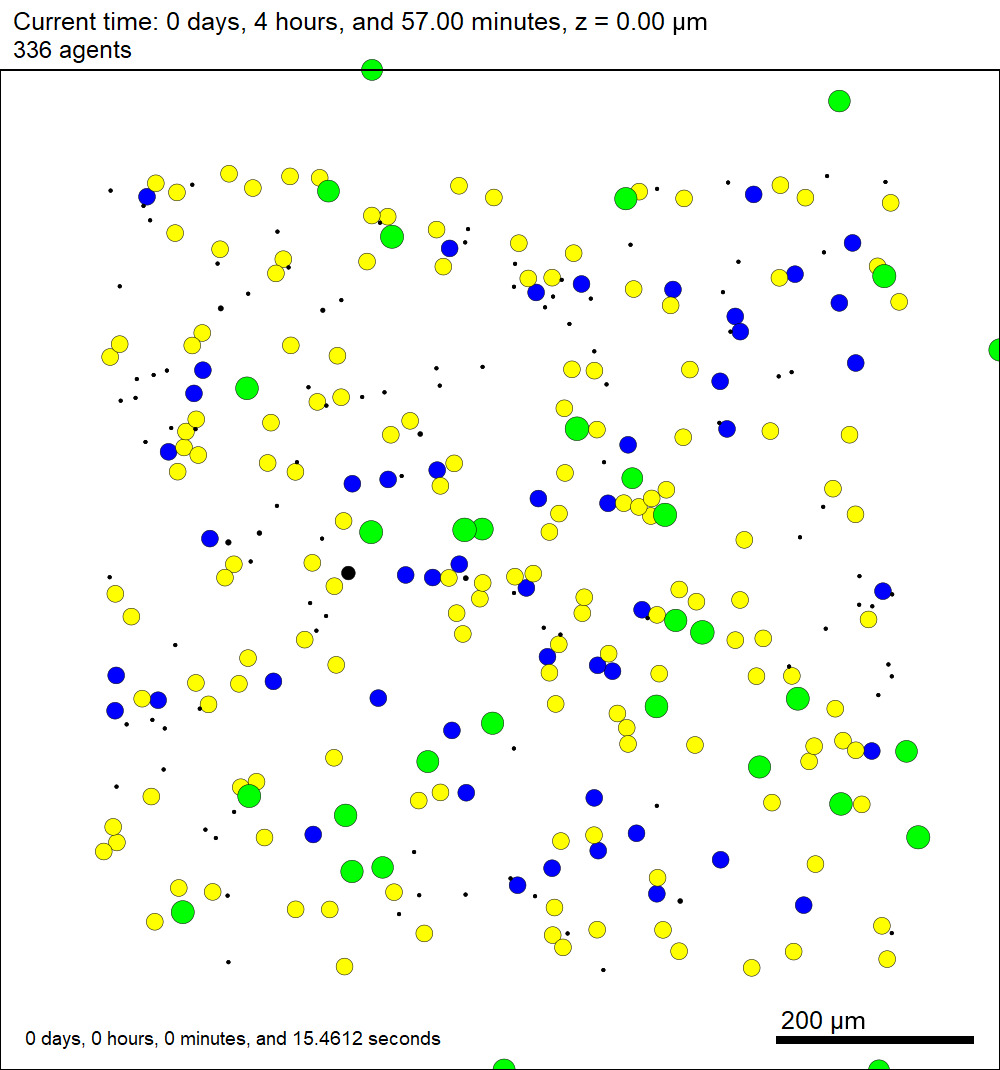 Current time: 0 days, 4 hours, and 57.00 minutes, z = 0.00 µm
336 agents
200 µm
0 days, 0 hours, 0 minutes, and 15.4612 seconds